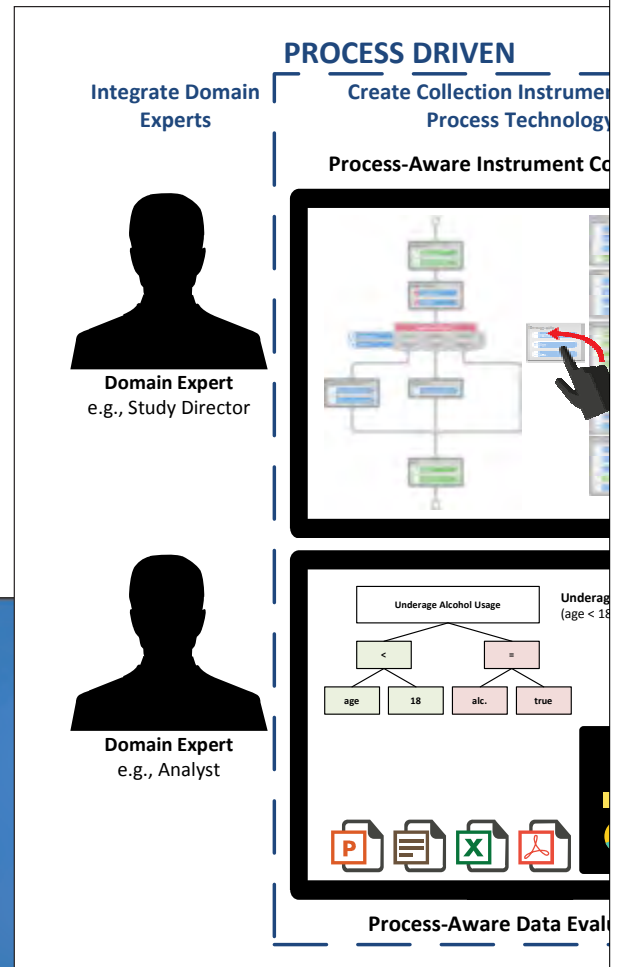 PROCESS DRIVEN
Integrate Domain
Experts
Create Collection Instrumen
Process Technology
Process-Aware Instrument Co
Domain Expert
e.g., Study Director
Underage Alcohol Usage
Underag
(age < 18
<
=
age
18
alc.
true
Domain Expert
e.g., Analyst
P
X
Process-Aware Data Evalu